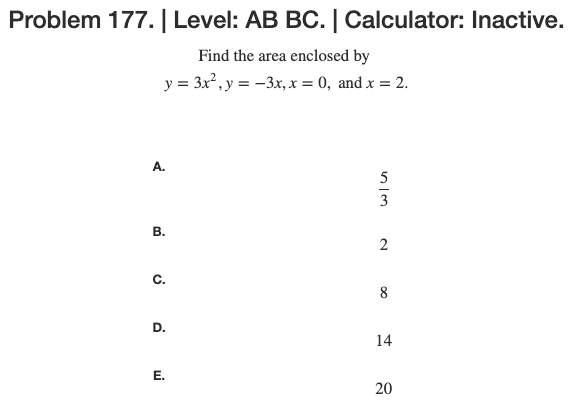 Problem 177. | Level: AB BC. | Calculator: Inactive.
Find the area enclosed by
y = 3x², y = −3x, x = 0, and x = 2.
A. 5/3
B. 2
C. 8
D. 14
E. 20